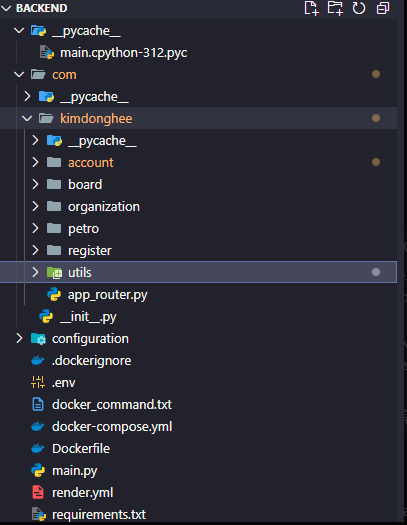 BACKEND
__pycache__
main.cpython-312.pyc
com
__pycache__
kimdonghee
__pycache__
account
board
organization
petro
register
utils
app_router.py
__init__.py
configuration
.dockerignore
.env
docker_command.txt
docker-compose.yml
Dockerfile
main.py
render.yml
requirements.txt